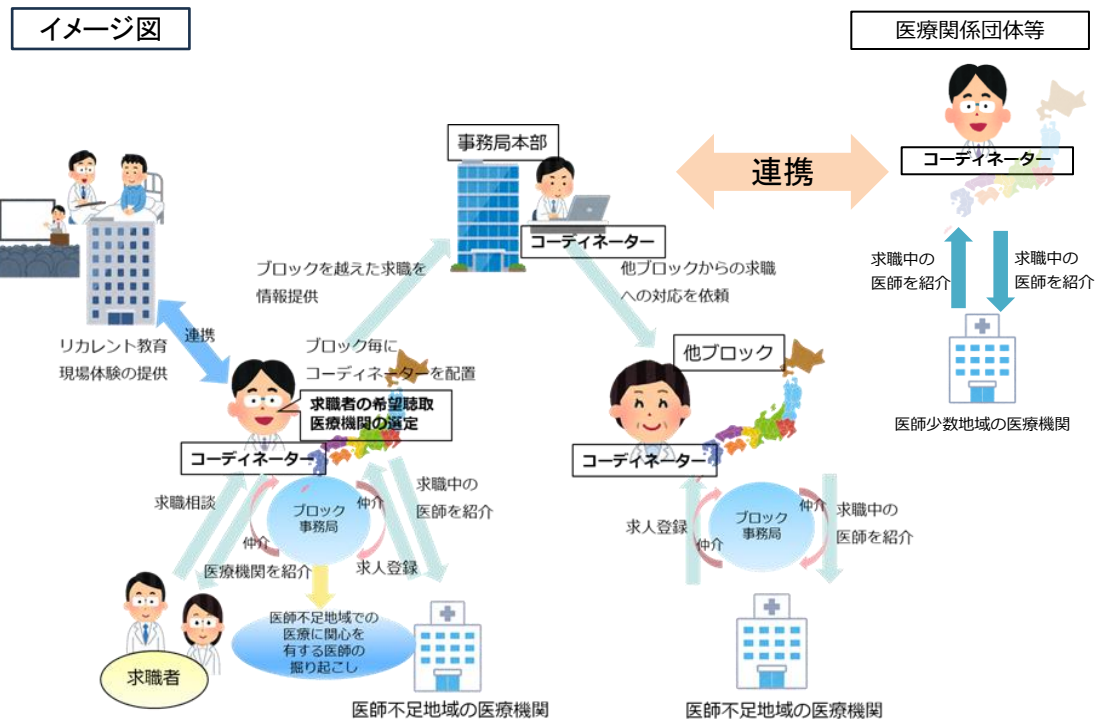 イメージ図
医療関係団体等
コーディネーター
事務局本部
コーディネーター
連携
ブロックを越えた求職を
情報提供
他ブロックからの求職
への対応を依頼
求職中の
医師を紹介
求職中の
医師を紹介
医師少数地域の医療機関
連携
リカレント教育
現場体験の提供
ブロック毎に
コーディネーターを配置
求職者の希望聴取
医療機関の選定
コーディネーター
他ブロック
コーディネーター
求職相談
仲介
ブロック
事務局
仲介
医療機関を紹介
求人登録
求職中の
医師を紹介
求人登録
仲介
ブロック
事務局
仲介
求職中の
医師を紹介
医師不足地域での
医療に関心を
有する医師の
掘り起こし
求職者
医師不足地域の医療機関
医師不足地域の医療機関